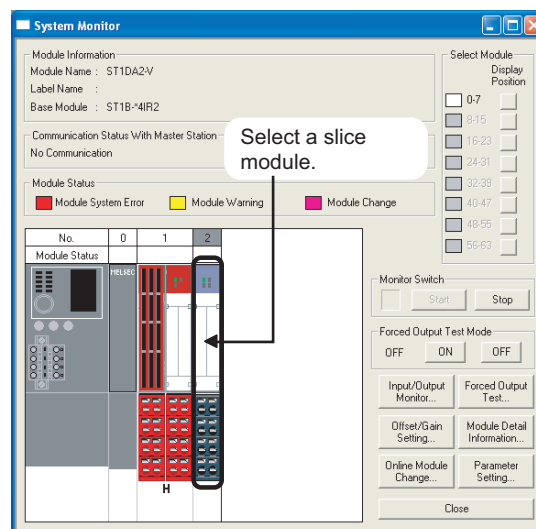 System Monitor
Module Information
Module Name : ST1DA2-V
Label Name :
Base Module : ST1B-*4IR2
Communication Status With Master Station
No Communication
Module Status
Module System Error
Module Warning
Module Change
Select a slice
module.
No.
0
1
2
Module Status
MELSEC
H
Select Module
Display
Position
0-7
8-15
16-23
24-31
32-39
40-47
48-55
56-63
Monitor Switch
Start
Stop
Forced Output Test Mode
OFF
ON
OFF
Input/Output
Monitor...
Forced Output
Test...
Offset/Gain
Setting...
Module Detail
Information...
Online Module
Change...
Parameter
Setting...
Close